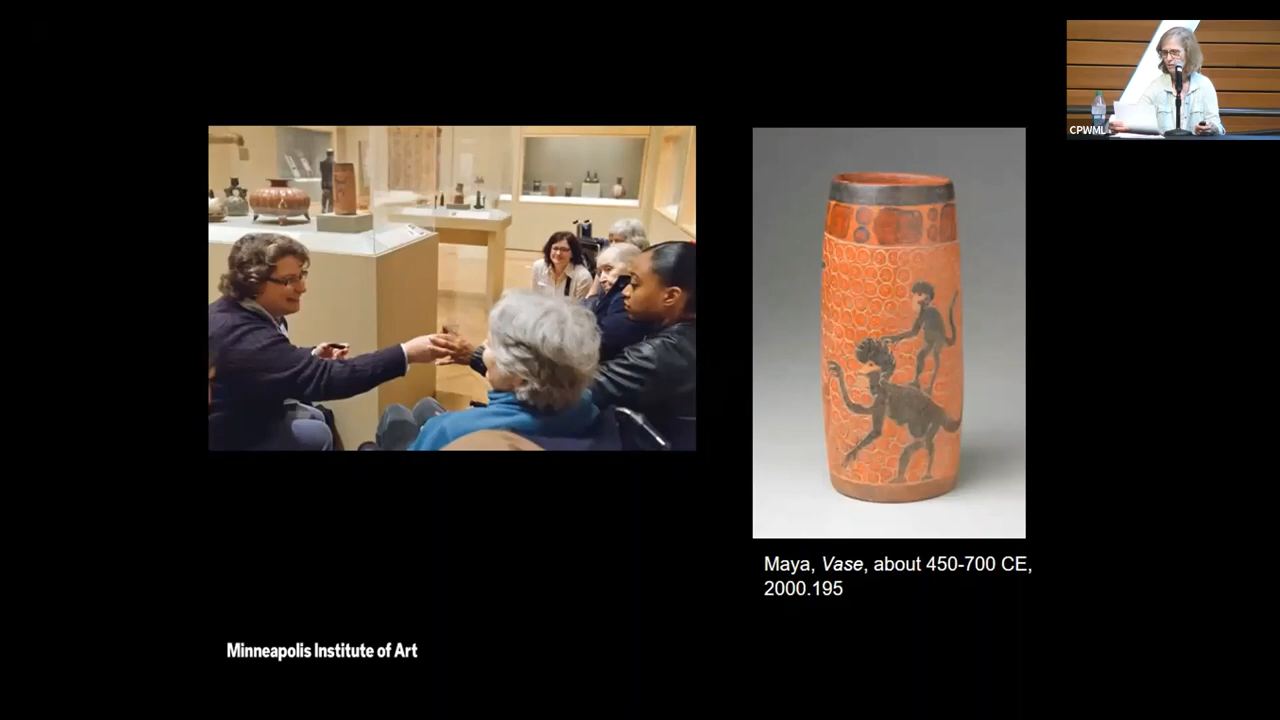 CPWML
Maya, Vase, about 450-700 CE,
2000.195
Minneapolis Institute of Art